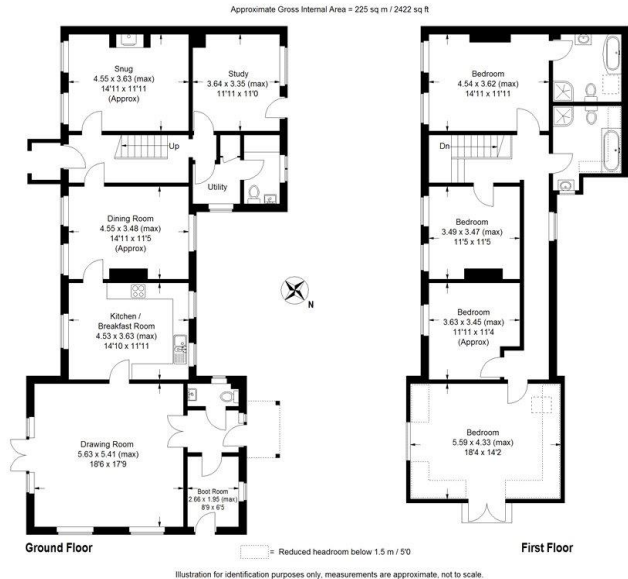 Approximate Gross Internal Area = 225 sq m / 2422 sq ft
Snug
4.55 x 3.63 (max)
14'11 x 11'11
(Approx)
Study
3.64 x 3.35 (max)
11'11 x 11'0
Up
Utility
Dining Room
4.55 x 3.48 (max)
14'11 x 11'5
(Approx)
Kitchen /
Breakfast Room
4.53 x 3.63 (max)
14'10 x 11'11
Drawing Room
5.63 x 5.41 (max)
18'6 x 17'9
Boot Room
2.66 x 1.95 (max)
8'9 x 6'5
Ground Floor
N
Bedroom
4.54 x 3.62 (max)
14'11 x 11'11
Dn
Bedroom
3.49 x 3.47 (max)
11'5 x 11'5
Bedroom
3.63 x 3.45 (max)
11'11 x 11'4
(Approx)
Bedroom
5.59 x 4.33 (max)
18'4 x 14'2
First Floor
= Reduced headroom below 1.5 m / 5'0
Illustration for identification purposes only, measurements are approximate, not to scale.